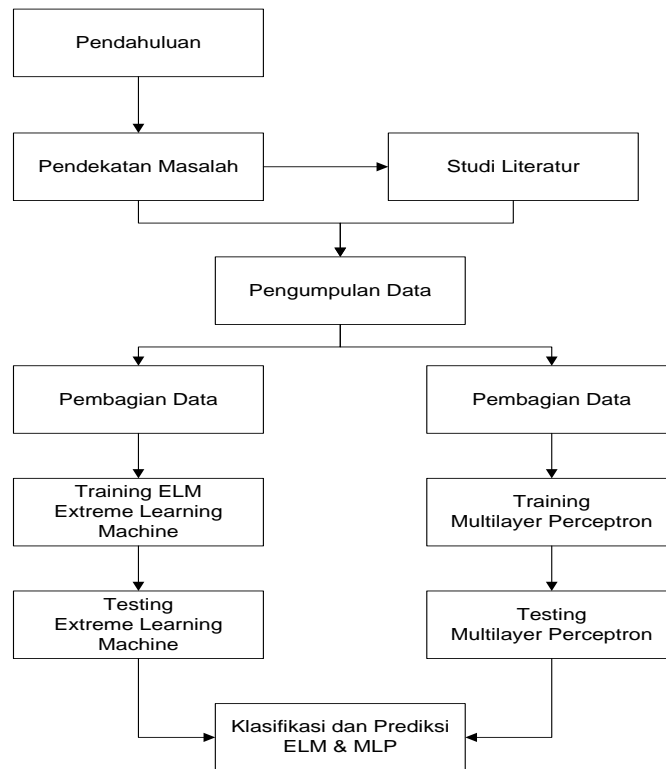 Pendahuluan
Pendekatan Masalah
Studi Literatur
Pengumpulan Data
Pembagian Data
Pembagian Data
Training ELM
Extreme Learning
Machine
Training
Multilayer Perceptron
Testing
Extreme Learning
Machine
Testing
Multilayer Perceptron
Klasifikasi dan Prediksi
ELM & MLP